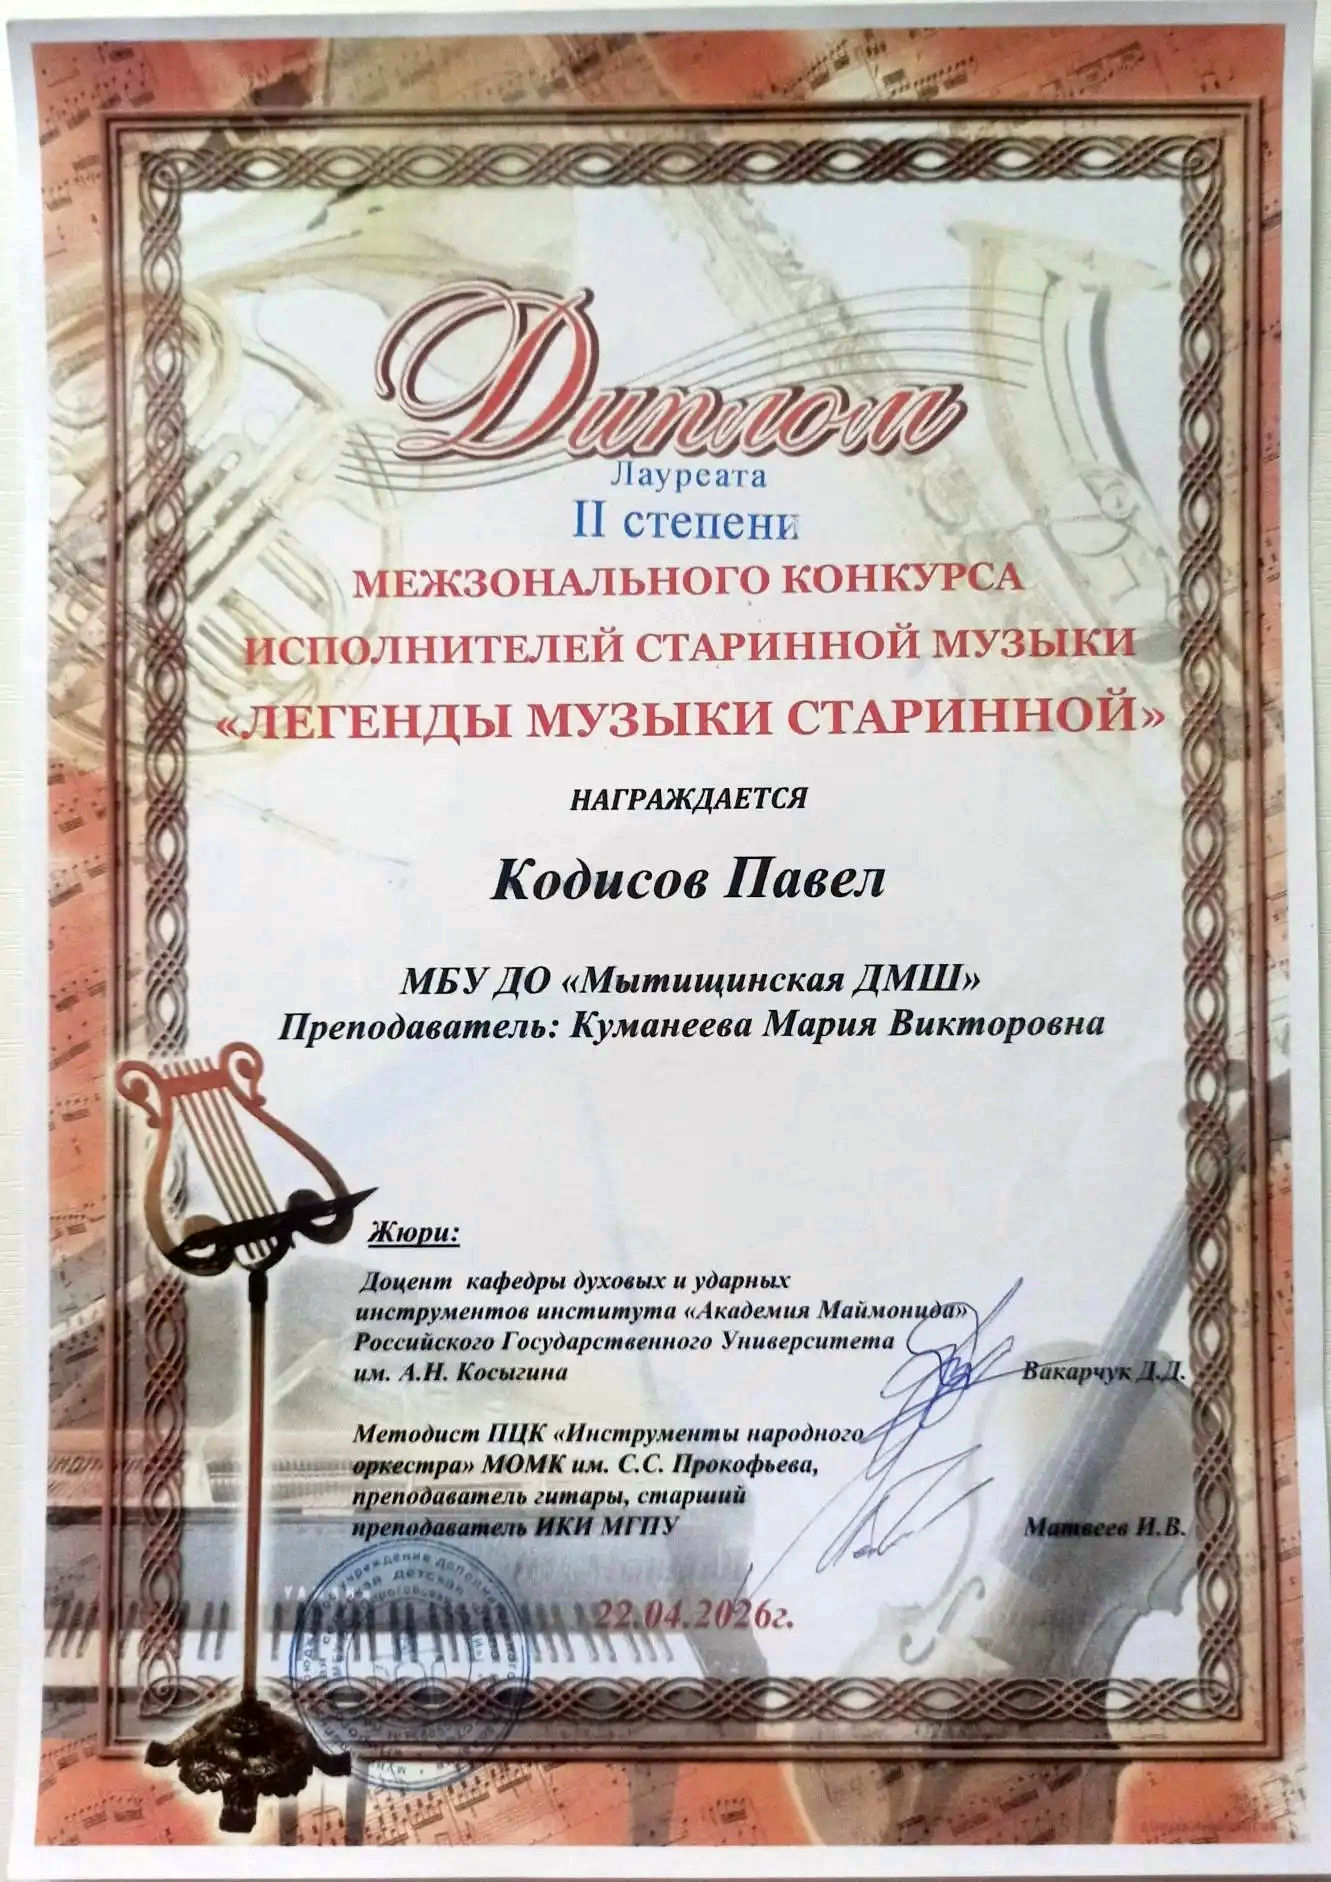 Диплом
Лауреата
II степени
МЕЖЗОНАЛЬНОГО КОНКУРСА
ИСПОЛНИТЕЛЕЙ СТАРИННОЙ МУЗЫКИ
«ЛЕГЕНДЫ МУЗЫКИ СТАРИННОЙ»
НАГРАЖДАЕТСЯ
Кодисов Павел
МБУ ДО «Мытищинская ДМШ»
Преподаватель: Куманеева Мария Викторовна
Жюри:
Доцент кафедры духовых и ударных
инструментов института «Академия Маймонида»
Российского Государственного Университета
им. А.Н. Косыгина
Вакарчук Д.Д.
Методист ПЦК «Инструменты народного
оркестра» МОМК им. С.С. Прокофьева,
преподаватель гитары, старший
преподаватель ИКИ МГПУ
Матвеев И.В.
22.04.2026г.